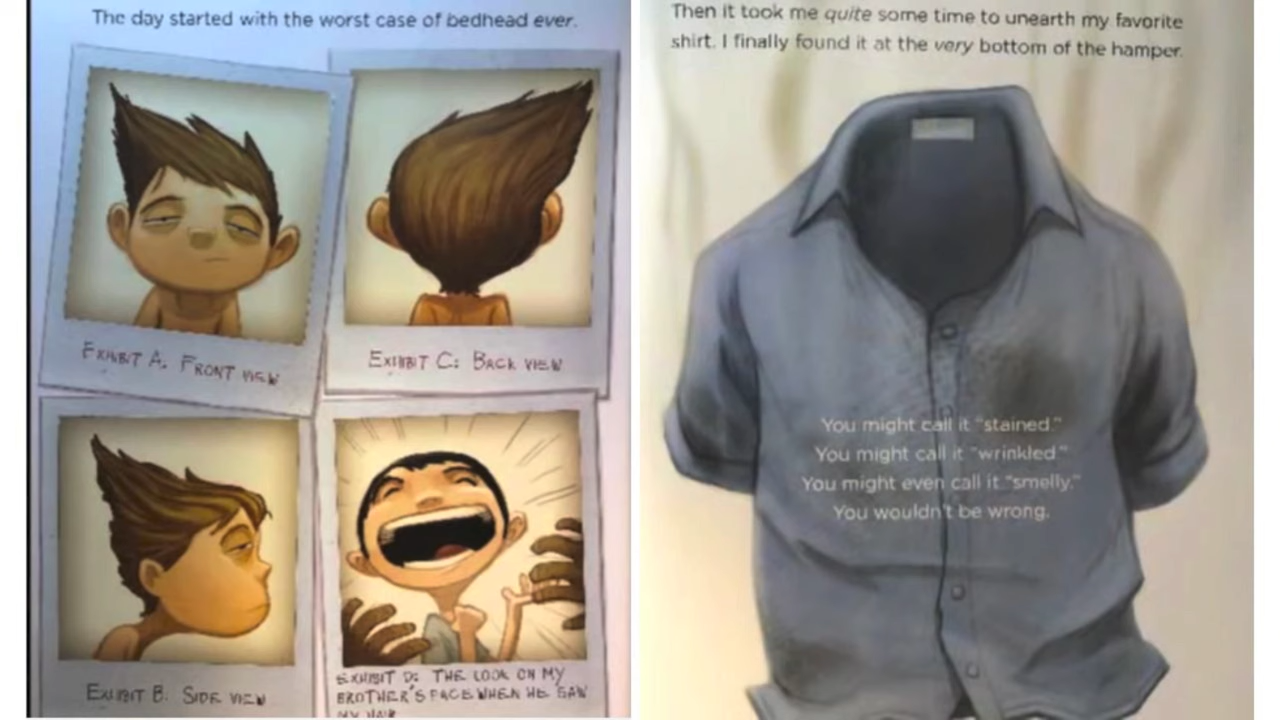 The day started with the worst case of bedhead ever.
EXHIBIT A. FRONT VIEW
EXHIBIT C: BACK VIEW
EXHIBIT B. SIDE VIEW
EXHIBIT D: THE LOOK ON MY
BROTHER'S FACE WHEN HE SAW
MY HAIR
Then it took me quite some time to unearth my favorite
shirt. I finally found it at the very bottom of the hamper.
You might call it "stained."
You might call it "wrinkled."
You might even call it "smelly."
You wouldn't be wrong.